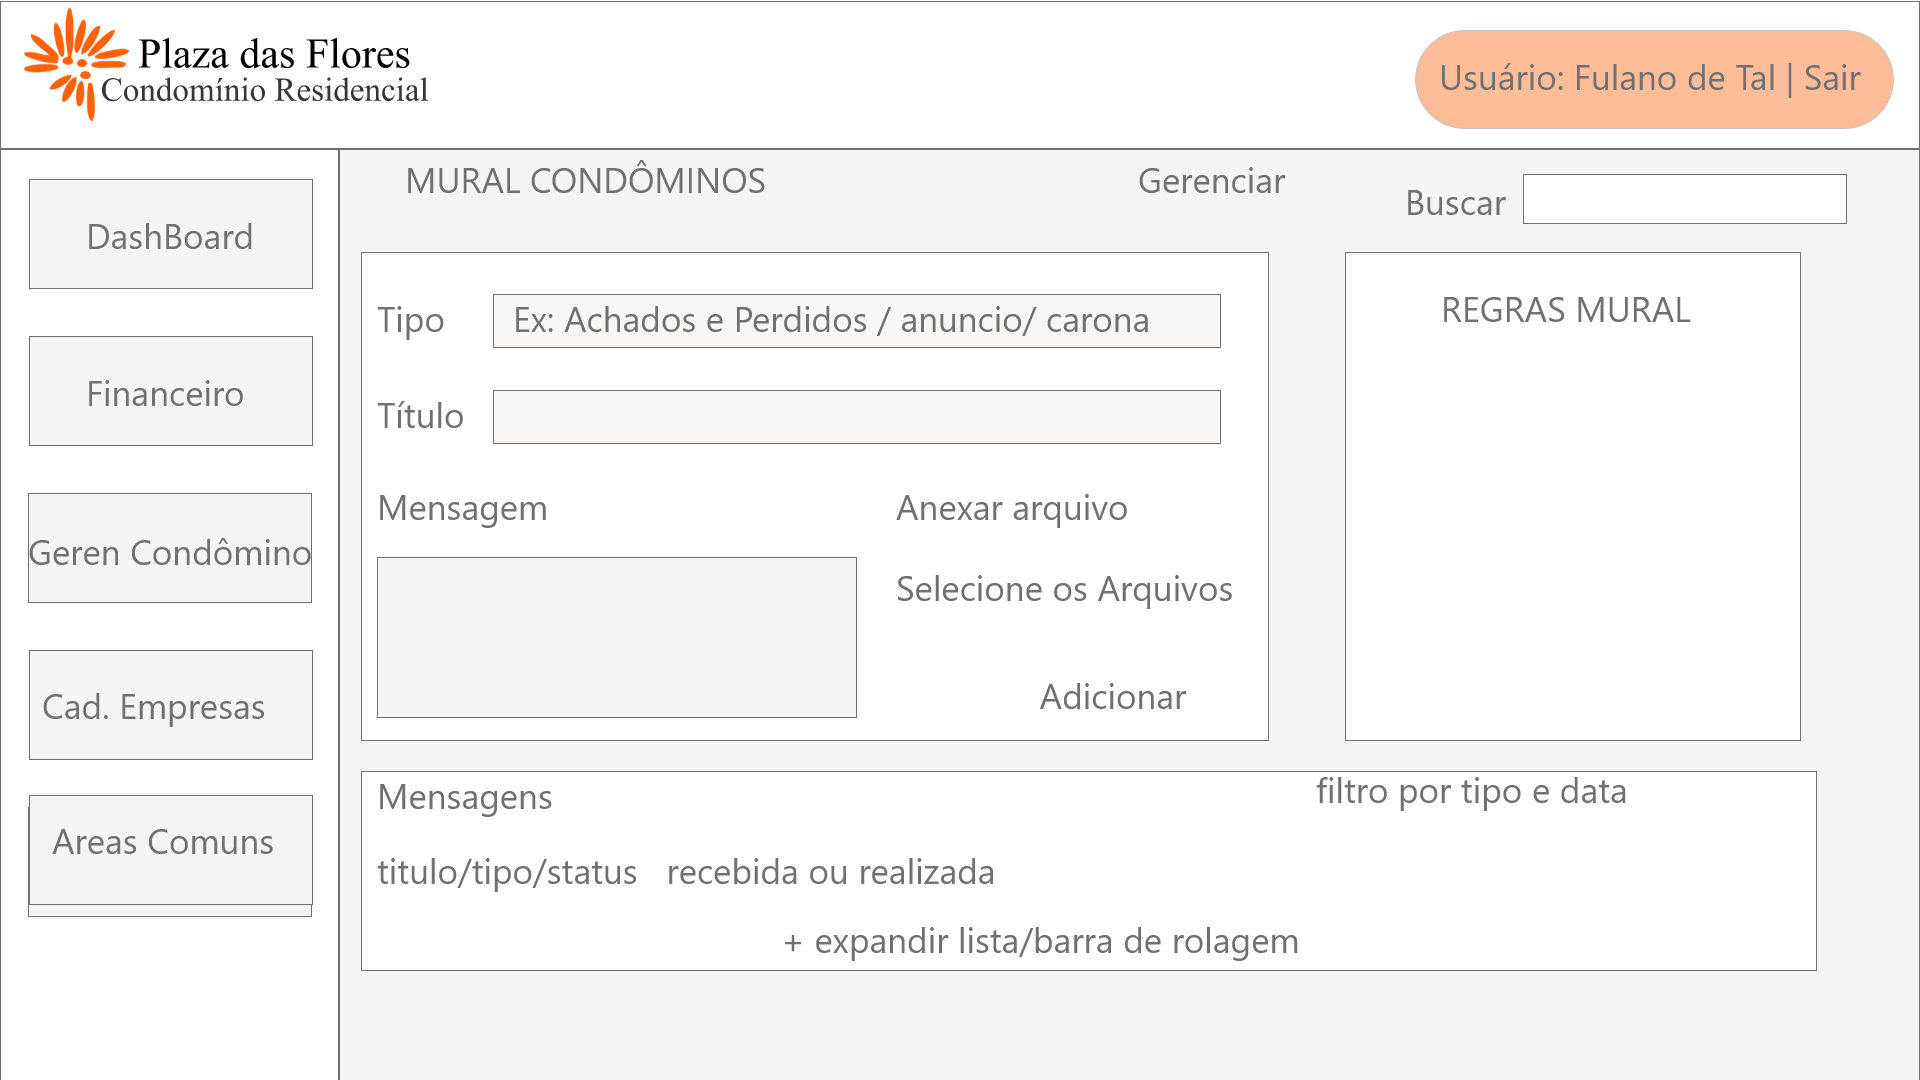 Plaza das Flores
Condomínio Residencial
Usuário: Fulano de Tal | Sair
DashBoard
Financeiro
Geren Condômino
Cad. Empresas
Areas Comuns
MURAL CONDÔMINOS
Gerenciar
Buscar
Tipo
Ex: Achados e Perdidos / anuncio/ carona
Título
Mensagem
Anexar arquivo
Selecione os Arquivos
Adicionar
REGRAS MURAL
Mensagens
filtro por tipo e data
titulo/tipo/status recebida ou realizada
+ expandir lista/barra de rolagem